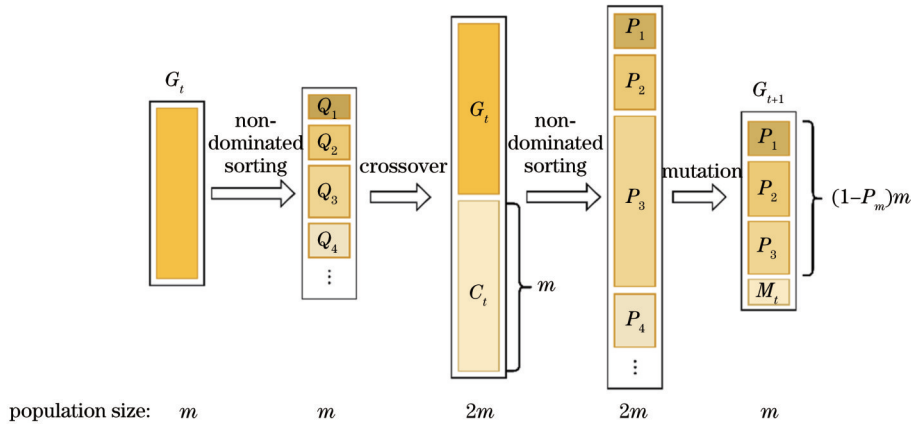 G_t
non-
dominated
sorting
Q_1
Q_2
Q_3
Q_4
⋮
crossover
G_t
C_t
m
non-
dominated
sorting
P_1
P_2
P_3
P_4
⋮
mutation
G_{t+1}
P_1
P_2
P_3
M_t
(1–P_m)m
population size: m m 2m 2m m